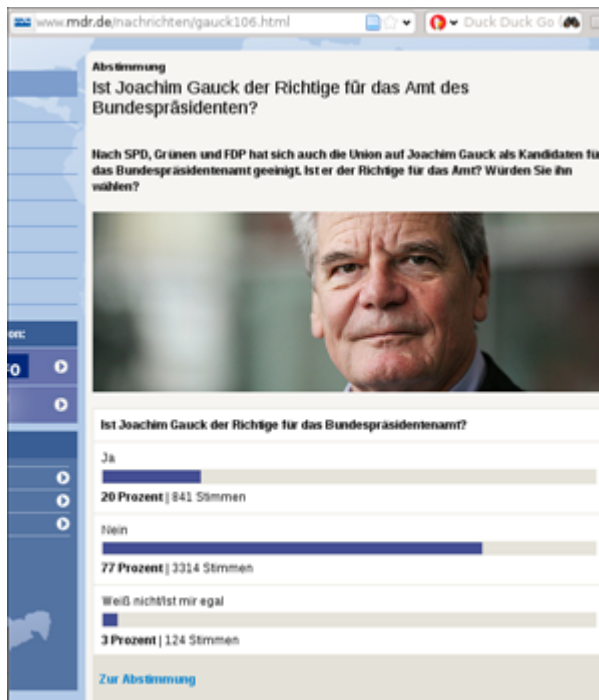 www.mdr.de/nachrichten/gauck106.html
Duck Duck Go
Abstimmung
Ist Joachim Gauck der Richtige für das Amt des
Bundespräsidenten?
Nach SPD, Grünen und FDP hat sich auch die Union auf Joachim Gauck als Kandidaten fü
das Bundespräsidentenamt geeinigt. Ist er der Richtige für das Amt? Würden Sie ihn
wählen?
on:
Ist Joachim Gauck der Richtige für das Bundespräsidentenamt?
Ja
20 Prozent | 841 Stimmen
Nein
77 Prozent | 3314 Stimmen
Weiß nicht/Ist mir egal
3 Prozent | 124 Stimmen
Zur Abstimmung